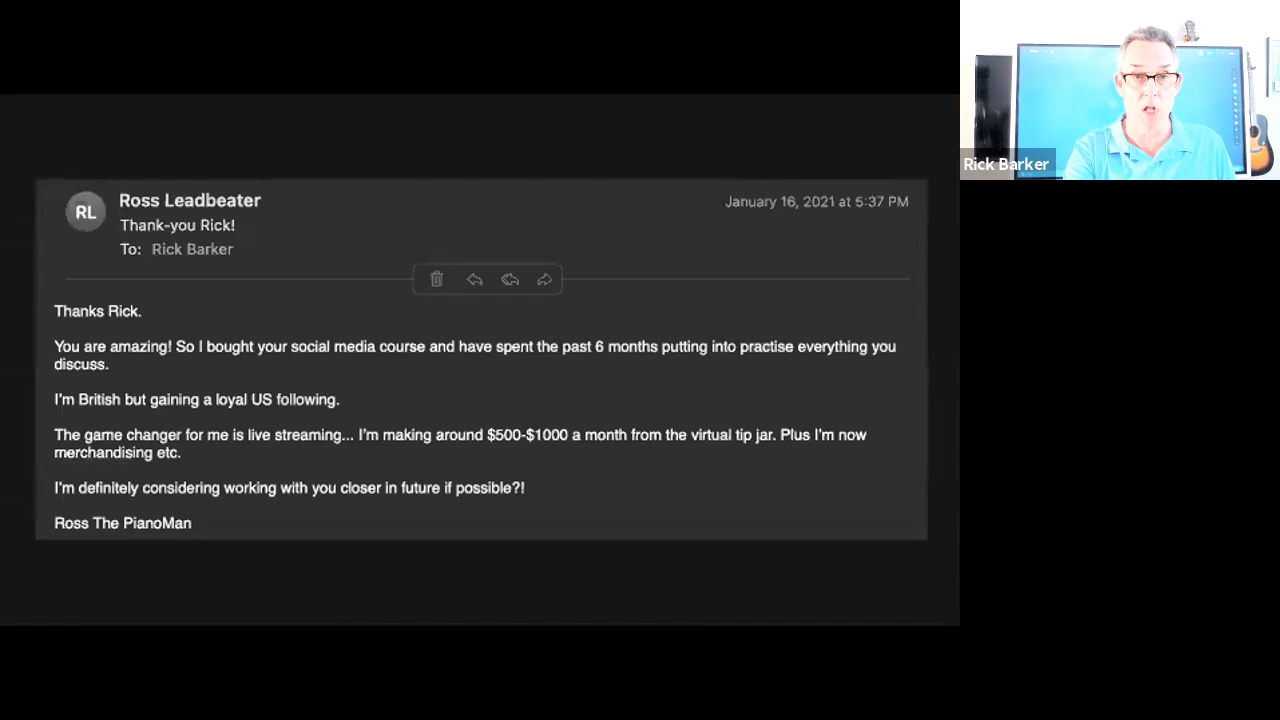 Rick Barker
RL
Ross Leadbeater
January 16, 2021 at 5:37 PM
Thank-you Rick!
To: Rick Barker
Thanks Rick.
You are amazing! So I bought your social media course and have spent the past 6 months putting into practise everything you
discuss.
I'm British but gaining a loyal US following.
The game changer for me is live streaming... I'm making around $500-$1000 a month from the virtual tip jar. Plus I'm now
merchandising etc.
I'm definitely considering working with you closer in future if possible?!
Ross The PianoMan